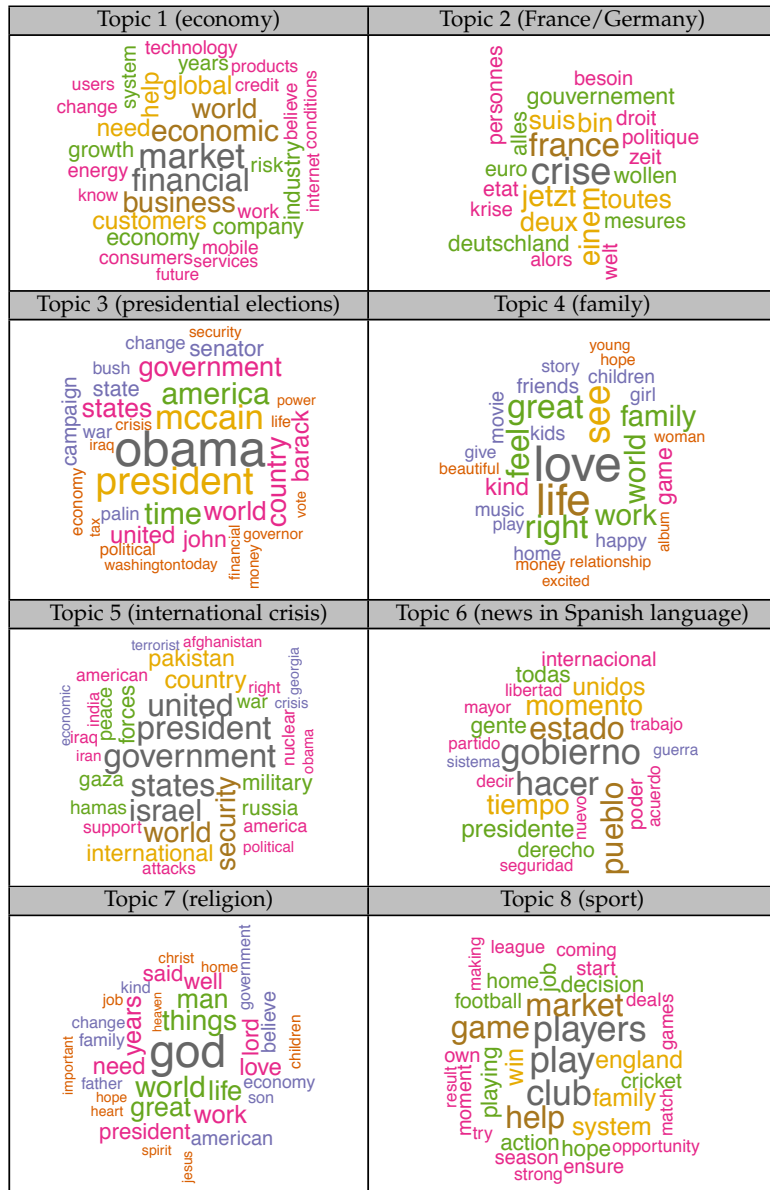 Topic 1 (economy)
technology
years
products
system
users
help
global
credit
change
world
believe
conditions
need
economic
growth
market
risk
industry
internet
energy
financial
know
business
work
customers
company
economy
mobile
consumers
services
future
Topic 2 (France/Germany)
personnes
besoin
gouvernement
alles
suis
bin
droit
france
politique
euro
crise
zeit
wollen
etat
jetzt
toutes
krise
deux
einem
mesures
deutschland
alors
welt
Topic 3 (presidential elections)
security
change
senator
bush
government
state
america
power
campaign
states
mccain
life
war
crisis
country
barack
iraq
obama
president
economy
vote
palin
time
world
tax
united
john
governor
political
financial
money
washington
today
Topic 4 (family)
young
hope
story
children
friends
girl
movie
great
see
family
give
feel
kids
world
woman
beautiful
love
game
kind
life
music
work
play
right
album
home
happy
money
relationship
excited
Topic 5 (international crisis)
terrorist
afghanistan
pakistan
georgia
american
country
right
economic
india
peace
forces
united
war
crisis
iraq
president
nuclear
obama
iran
government
gaza
states
military
hamas
israel
security
russia
support
world
america
international
political
attacks
Topic 6 (news in Spanish language)
internacional
todas
libertad
unidos
mayor
momento
gente
estado
trabajo
partido
gobierno
guerra
sistema
decir
hacer
poder
acuerdo
tiempo
nuevo
pueblo
presidente
derecho
seguridad
Topic 7 (religion)
christ
home
government
said
well
kind
man
job
years
heaven
things
lord
believe
change
family
god
children
important
need
love
father
world
life
economy
hope
son
heart
great
work
president
american
spirit
jesus
Topic 8 (sport)
making
league
coming
start
home
job
decision
football
market
deals
games
game
players
own
win
play
england
result
moment
playing
cricket
club
family
match
help
system
try
action
hope
opportunity
season
ensure
strong